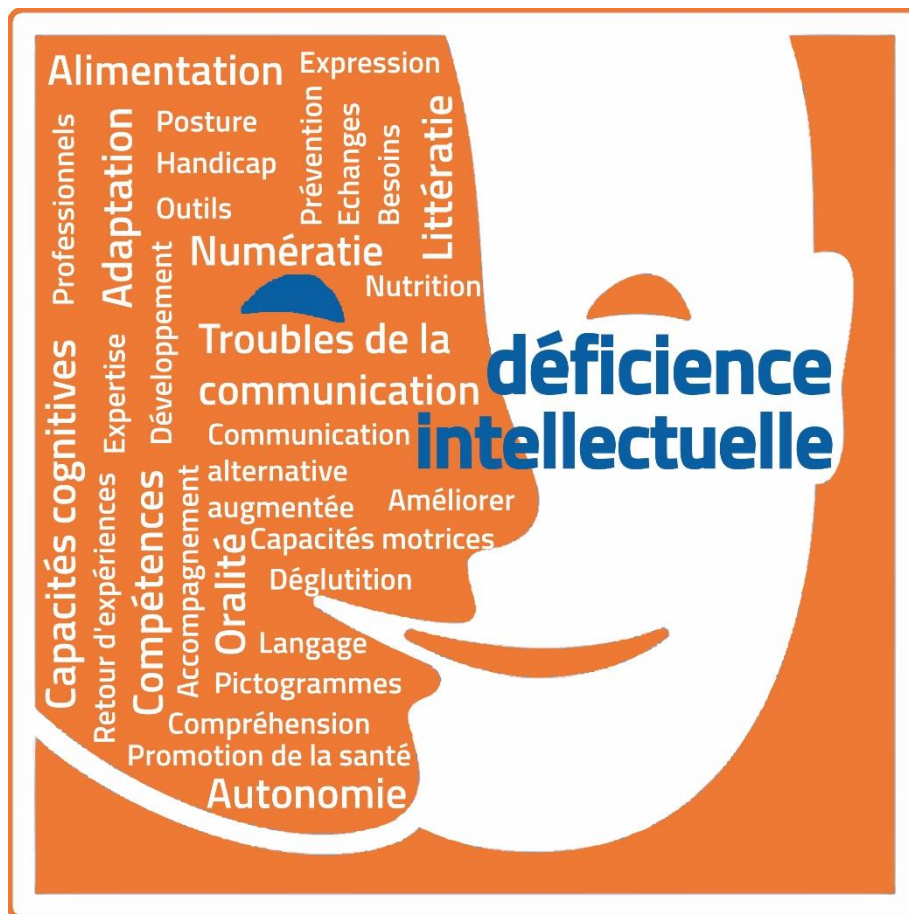 Alimentation
Expression
Professionnels
Adaptation
Posture
Handicap
Outils
Prévention
Echanges
Besoins
Littératie
Numératie
Nutrition
Développement
Troubles de la
communication
déficience
intellectuelle
Capacités cognitives
Expertise
Communication
alternative
augmentée
Améliorer
Retour d'expériences
Compétences
Accompagnement
Oralité
Capacités motrices
Déglutition
Langage
Pictogrammes
Compréhension
Promotion de la santé
Autonomie